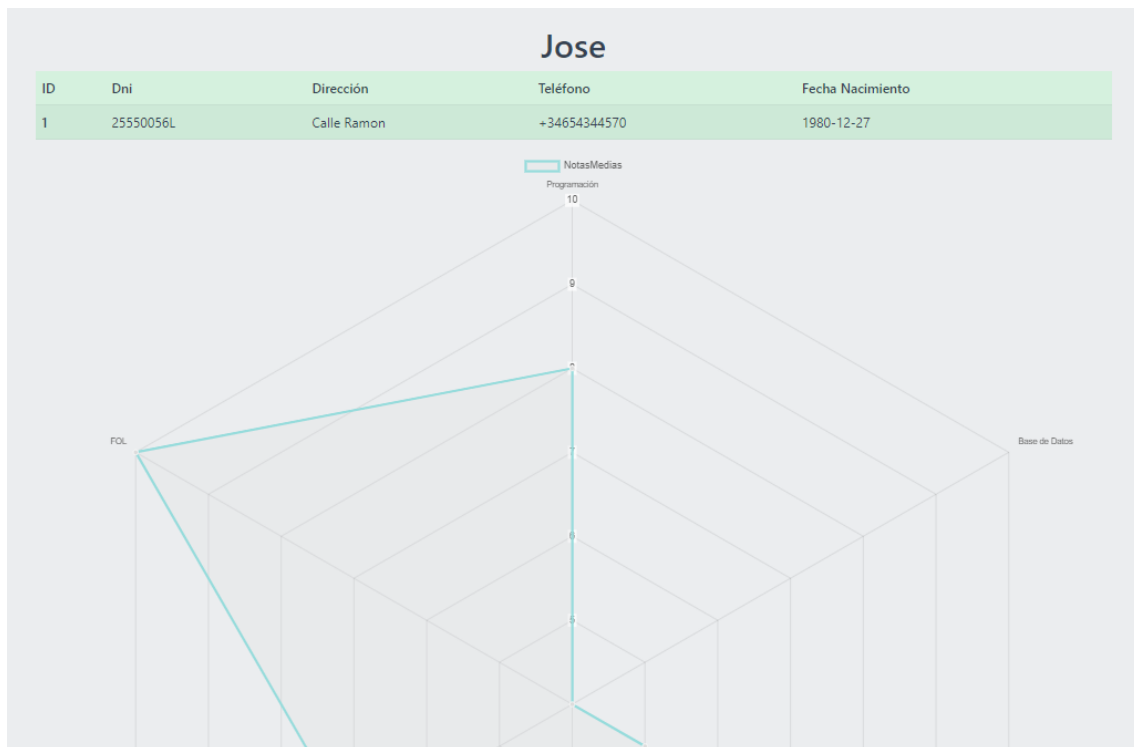 Jose
ID Dni Dirección Teléfono Fecha Nacimiento
1 25550056L Calle Ramon +34654344570 1980-12-27
NotasMedias
Programación
10
9
8
FOL
Base de Datos
7
6
5